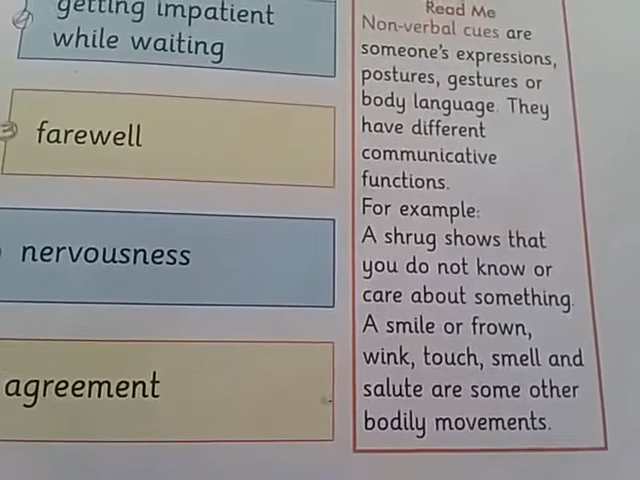 getting impatient
while waiting
farewell
nervousness
agreement
Read Me
Non-verbal cues are
someone's expressions,
postures, gestures or
body language. They
have different
communicative
functions.
For example:
A shrug shows that
you do not know or
care about something.
A smile or frown,
wink, touch, smell and
salute are some other
bodily movements.